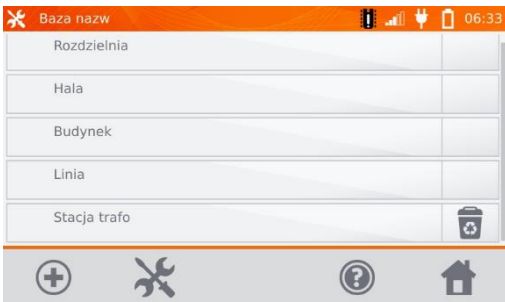 Baza nazw
06:33
Rozdzielnia
Hala
Budynek
Linia
Stacja trafo